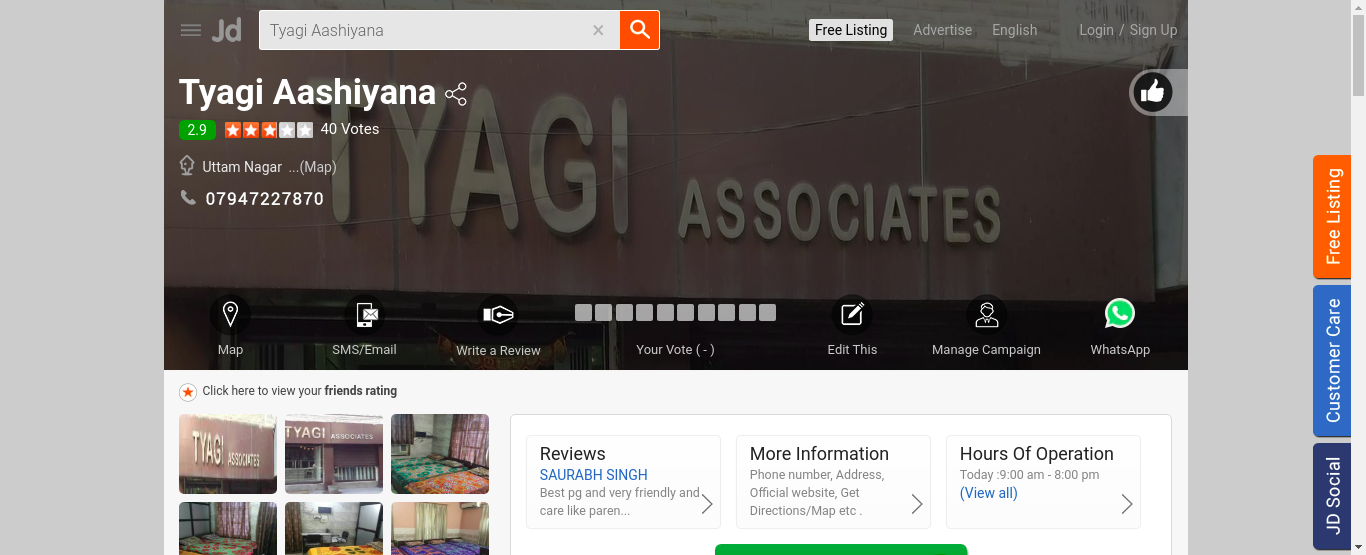 Jd
Tyagi Aashiyana
Free Listing
Advertise
English
Login / Sign Up
Tyagi Aashiyana
2.9
40 Votes
Uttam Nagar ...(Map)
07947227870
TYAGI ASSOCIATES
Map
SMS/Email
Write a Review
Your Vote ( - )
Edit This
Manage Campaign
WhatsApp
Free Listing
Customer Care
JD Social
Click here to view your friends rating
TYAGI ASSOCIATES
TYAGI ASSOCIATES
Reviews
SAURABH SINGH
Best pg and very friendly and
care like paren...
More Information
Phone number, Address,
Official website, Get
Directions/Map etc .
Hours Of Operation
Today :9:00 am - 8:00 pm
(View all)